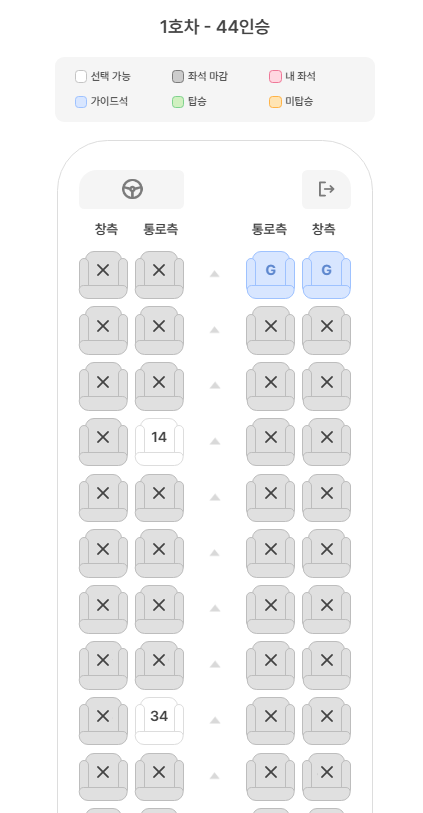 1호차 - 44인승
선택 가능 좌석 마감 내 좌석
가이드석 탑승 미탑승
창측 통로측 통로측 창측
G G
14
34